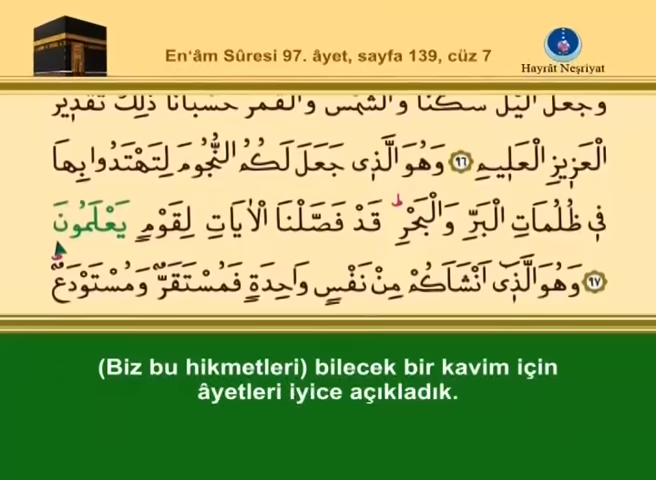 En'âm Sûresi 97. âyet, sayfa 139, cüz 7
Hayrât Neşriyat
وَجَعَلَ الَّيْلَ سَكَنًا وَالشَّمْسَ وَالْقَمَرَ حُسْبَانًا ذٰلِكَ تَقْد۪يرُ
الْعَز۪يزِ الْعَل۪يمِ ﴿٩٦﴾ وَهُوَ الَّذ۪ى جَعَلَ لَكُمُ النُّجُومَ لِتَهْتَدُوا بِهَا
ف۪ى ظُلُمَاتِ الْبَرِّ وَالْبَحْرِۜ قَدْ فَصَّلْنَا الْاٰيَاتِ لِقَوْمٍ يَعْلَمُونَ
﴿٩٧﴾ وَهُوَ الَّذ۪ٓى اَنْشَاَكُمْ مِنْ نَفْسٍ وَاحِدَةٍ فَمُسْتَقَرٌّ وَمُسْتَوْدَعٌۜ
(Biz bu hikmetleri) bilecek bir kavim için
âyetleri iyice açıkladık.